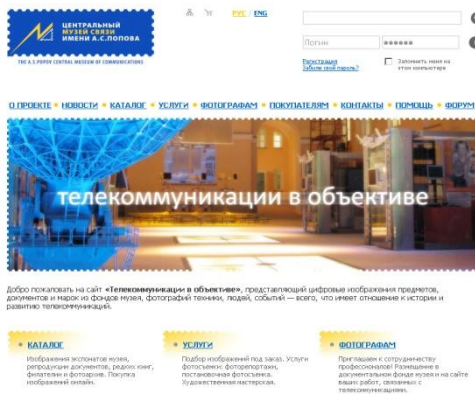 ЦЕНТРАЛЬНЫЙ
МУЗЕЙ СВЯЗИ
ИМЕНИ А.С.ПОПОВА
THE A.S.POPOV CENTRAL MUSEUM OF COMMUNICATIONS
РУС / ENG
Логин
Регистрация
Забыли свой пароль?
Запомнить меня на
этом компьютере
О ПРОЕКТЕ НОВОСТИ КАТАЛОГ УСЛУГИ ФОТОГРАФАМ ПОКУПАТЕЛЯМ КОНТАКТЫ ПОМОЩЬ ФОРУМ
телекоммуникации в объективе
Добро пожаловать на сайт «Телекоммуникации в объективе», представляющий цифровые изображения предметов,
документов и марок из фондов музея, фотографий техники, людей, событий — всего, что имеет отношение к истории и
развитию телекоммуникаций.
КАТАЛОГ
Изображения экспонатов музея,
репродукции документов, редких книг,
филателии и фотоархив. Покупка
изображений онлайн.
УСЛУГИ
Подбор изображений под заказ. Услуги
фотосъемки: фоторепортажи,
постановочная фотосъемка.
Художественная мастерская.
ФОТОГРАФАМ
Приглашаем к сотрудничеству
профессионалов! Размещение в
документальном фонде музея и на сайте
ваших работ, связанных с
телекоммуникациями.